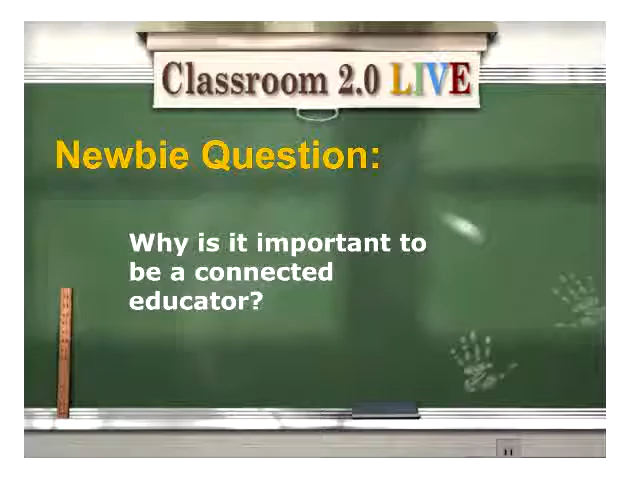 Classroom 2.0 LIVE
Newbie Question:
Why is it important to
be a connected
educator?